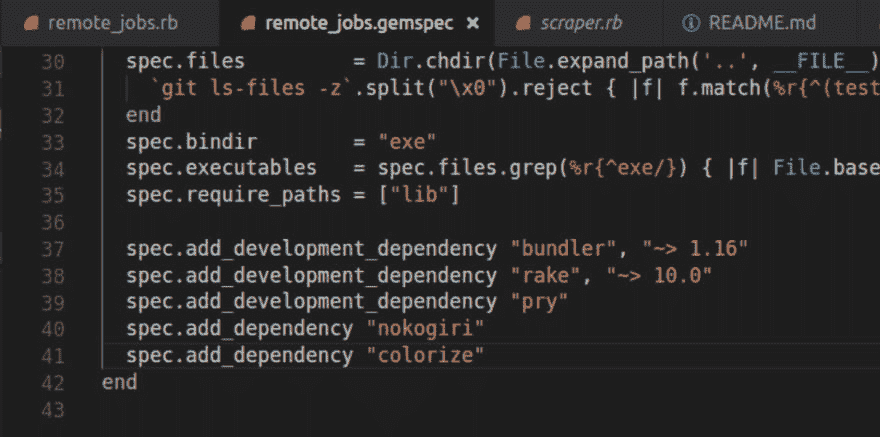 remote_jobs.rb remote_jobs.gemspec × scraper.rb README.md
30 spec.files = Dir.chdir(File.expand_path('..', __FILE__)
31 `git ls-files -z`.split("\x0").reject { |f| f.match(%r{^(test
32 end
33 spec.bindir = "exe"
34 spec.executables = spec.files.grep(%r{^exe/}) { |f| File.base
35 spec.require_paths = ["lib"]
36
37 spec.add_development_dependency "bundler", "~> 1.16"
38 spec.add_development_dependency "rake", "~> 10.0"
39 spec.add_development_dependency "pry"
40 spec.add_dependency "nokogiri"
41 spec.add_dependency "colorize"
42 end
43